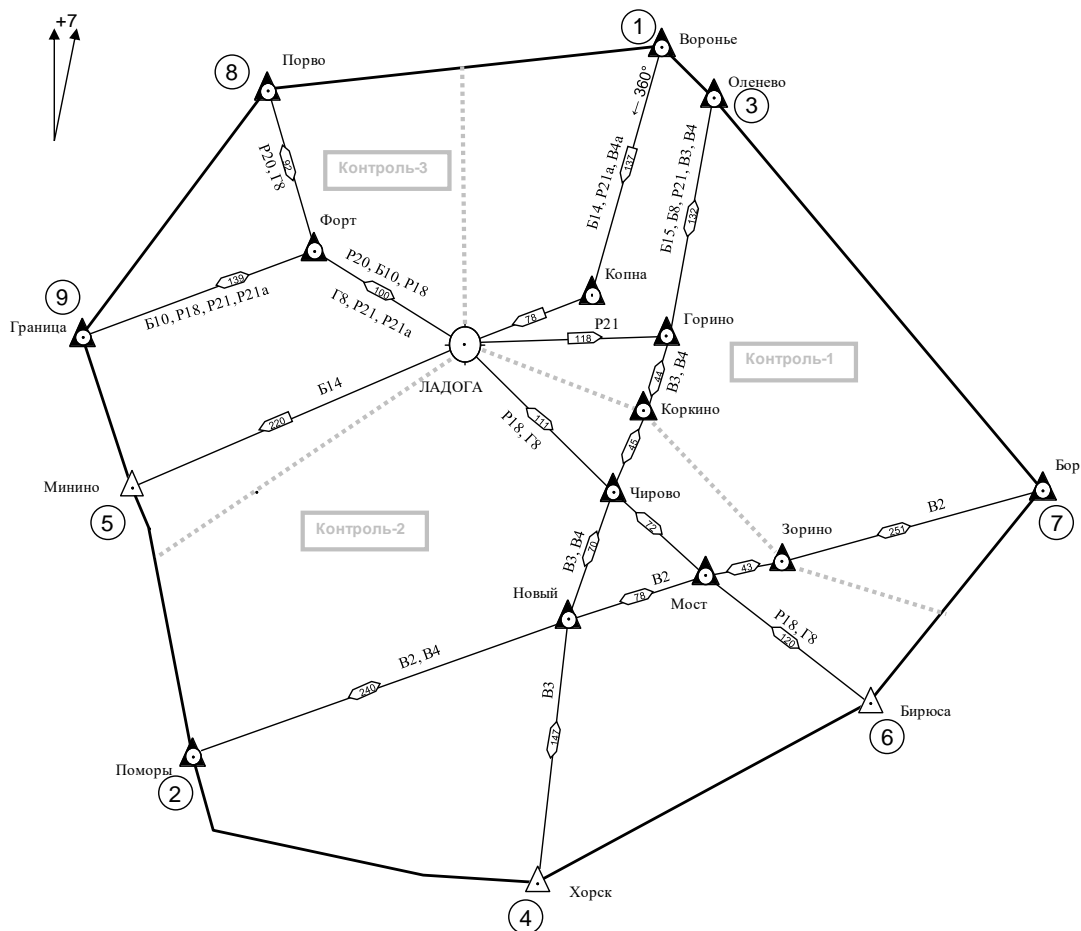 +7
1
Воронье
Порво
8
← 360°
Оленево
3
Р20, Г8
92
Контроль-3
Б14, Р21а, В4а
137
Б15, Б8, Р21, В3, В4
132
Форт
Р20, Б10, Р18
100
Г8, Р21, Р21а
139
Б10, Р18, Р21, Р21а
9
Граница
Копна
78
Р21
118
Горино
ЛАДОГА
44
В3, В4
Контроль-1
Б14
220
Коркино
Р18, Г8
111
45
Минино
5
Чирово
Бор
7
Контроль-2
72
В2
251
Зорино
В3, В4
70
43
Новый
В2
78
Мост
Р18, Г8
120
В2, В4
240
В3
147
Бирюса
6
Поморы
2
Хорск
4